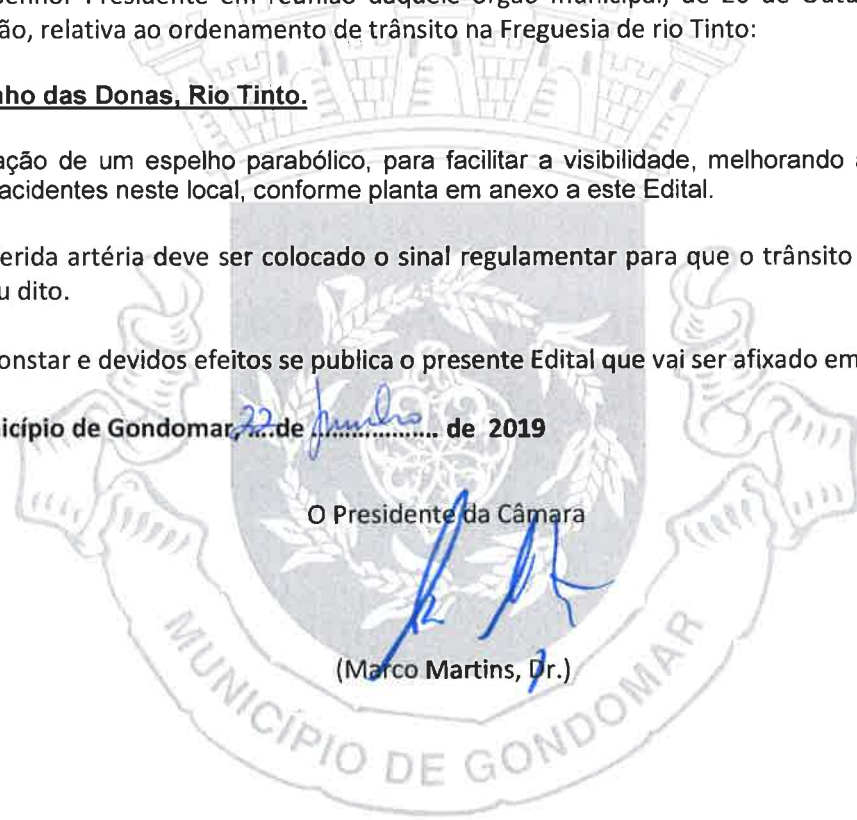 enhor Presidente em reunião daquele órgão municipal, de 20 de Outu
ão, relativa ao ordenamento de trânsito na Freguesia de rio Tinto:
nho das Donas, Rio Tinto.
ação de um espelho parabólico, para facilitar a visibilidade, melhorando a
acidentes neste local, conforme planta em anexo a este Edital.
erida artéria deve ser colocado o sinal regulamentar para que o trânsito
u dito.
onstar e devidos efeitos se publica o presente Edital que vai ser afixado em
icípio de Gondomar, 22 de Junho de 2019
O Presidente da Câmara
(Marco Martins, Dr.)
MUNICÍPIO DE GONDOMAR